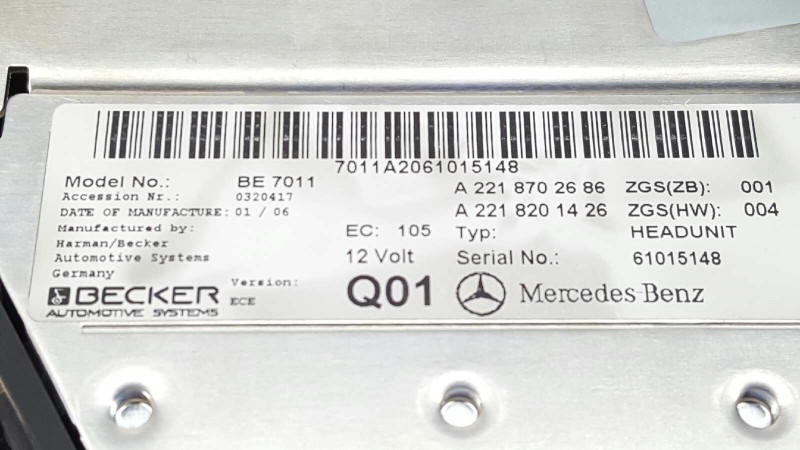 7011A2061015148
Model No.: BE 7011
Accession Nr.: 0320417
DATE OF MANUFACTURE: 01 / 06
Manufactured by:
Harman/Becker
Automotive Systems
Germany
A 221 870 26 86 ZGS(ZB): 001
A 221 820 14 26 ZGS(HW): 004
EC: 105 Typ: HEADUNIT
12 Volt Serial No.: 61015148
BECKER
AUTOMOTIVE SYSTEMS
Version:
ECE
Q01
Mercedes-Benz